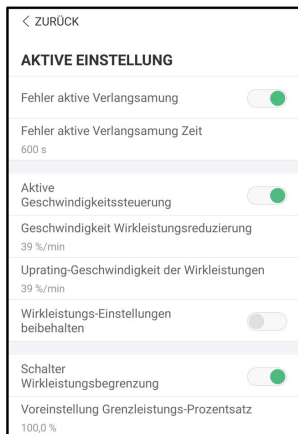 < ZURÜCK
AKTIVE EINSTELLUNG
Fehler aktive Verlangsamung
Fehler aktive Verlangsamung Zeit
600 s
Aktive
Geschwindigkeitssteuerung
Geschwindigkeit Wirkleistungsreduzierung
39 %/min
Uprating-Geschwindigkeit der Wirkleistungen
39 %/min
Wirkleistungs-Einstellungen
beibehalten
Schalter
Wirkleistungsbegrenzung
Voreinstellung Grenzleistungs-Prozentsatz
100,0 %